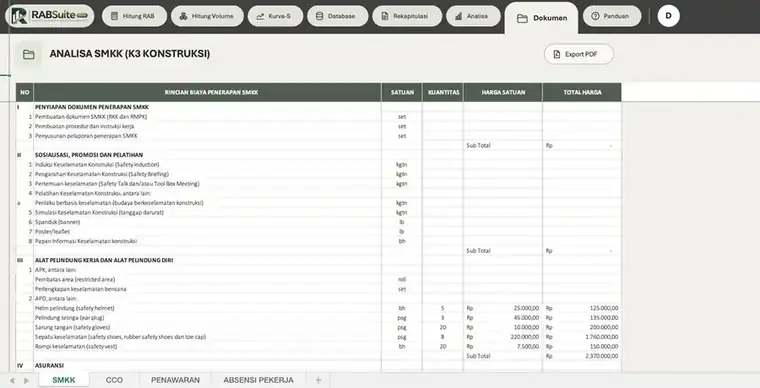 RABSuite
Hitung RAB
Hitung Volume
Kurva-S
Database
Rekapitulasi
Analisa
Dokumen
Panduan
D
ANALISA SMKK (K3 KONSTRUKSI)
Export PDF
NO RINCIAN BIAYA PENERAPAN SMKK SATUAN KUANTITAS HARGA SATUAN TOTAL HARGA
I PENYIAPAN DOKUMEN PENERAPAN SMKK
1 Pembuatan dokumen SMKK (RKK dan RMPK) set
2 Pembuatan prosedur dan instruksi kerja set
3 Penyusunan pelaporan penerapan SMKK set
Sub Total Rp -
II SOSIALISASI, PROMOSI DAN PELATIHAN
1 Induksi Keselamatan Konstruksi (Safety Induction) kgtn
2 Pengarahan Keselamatan Konstruksi (Safety Briefing) kgtn
3 Pertemuan keselamatan (Safety Talk dan/atau Tool Box Meeting) kgtn
4 Pelatihan Keselamatan Konstruksi, antara lain:
a Perilaku berbasis keselamatan (budaya berkeselamatan konstruksi) kgtn
5 Simulasi Keselamatan Konstruksi (tanggap darurat) kgtn
6 Spanduk (banner) lb
7 Poster/leaflet lb
8 Papan Informasi Keselamatan konstruksi bh
Sub Total Rp -
III ALAT PELINDUNG KERJA DAN ALAT PELINDUNG DIRI
1 APK, antara lain:
Pembatas area (restricted area) roll
Perlengkapan keselamatan bencana set
2 APD, antara lain:
Helm pelindung (safety helmet) bh 5 Rp 25.000,00 Rp 125.000,00
Pelindung telinga (ear plug) psg 3 Rp 45.000,00 Rp 135.000,00
Sarung tangan (safety gloves) psg 20 Rp 10.000,00 Rp 200.000,00
Sepatu keselamatan (safety shoes, rubber safety shoes dan toe cap) psg 8 Rp 220.000,00 Rp 1.760.000,00
Rompi keselamatan (safety vest) bh 20 Rp 7.500,00 Rp 150.000,00
Sub Total Rp 2.370.000,00
IV ASURANSI
SMKK CCO PENAWARAN ABSENSI PEKERJA +